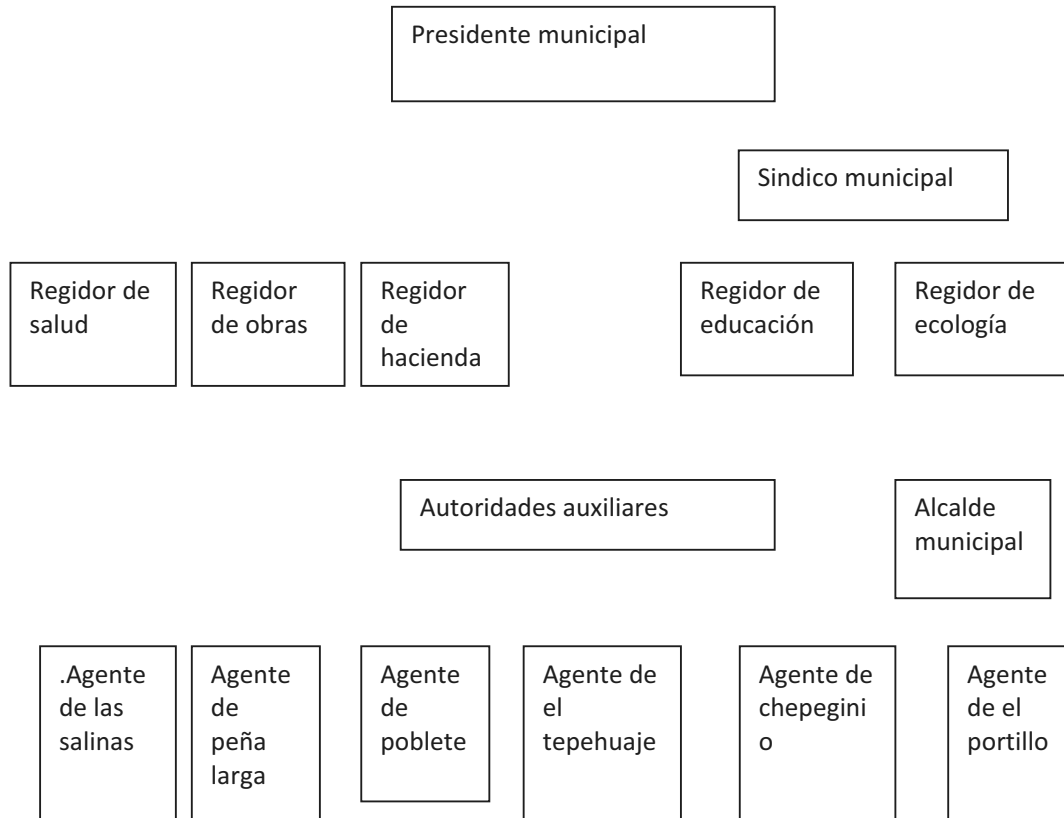 Presidente municipal
Sindico municipal
Regidor de
salud
Regidor
de obras
Regidor
de
hacienda
Regidor de
educación
Regidor de
ecología
Autoridades auxiliares
Alcalde
municipal
.Agente
de las
salinas
Agente
de
peña
larga
Agente
de
poblete
Agente de
el
tepehuaje
Agente de
chepegini
o
Agente
de el
portillo